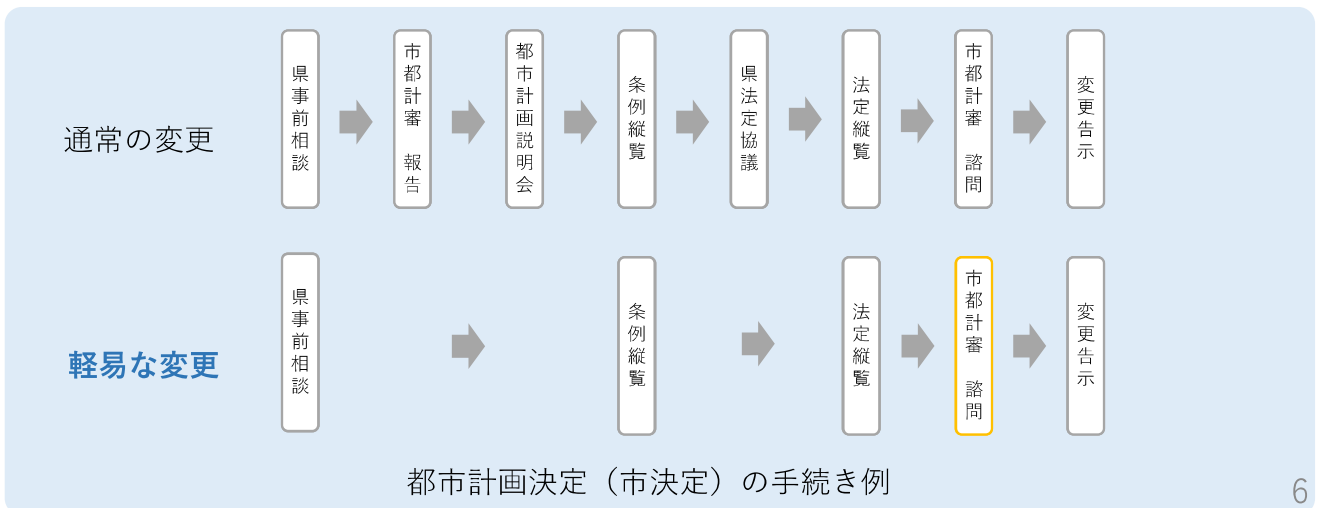 通常の変更
県事前相談
市都計審 報告
都市計画説明会
条例縦覧
県法定協議
法定縦覧
市都計審 諮問
変更告示
軽易な変更
県事前相談
条例縦覧
法定縦覧
市都計審 諮問
変更告示
都市計画決定（市決定）の手続き例
6